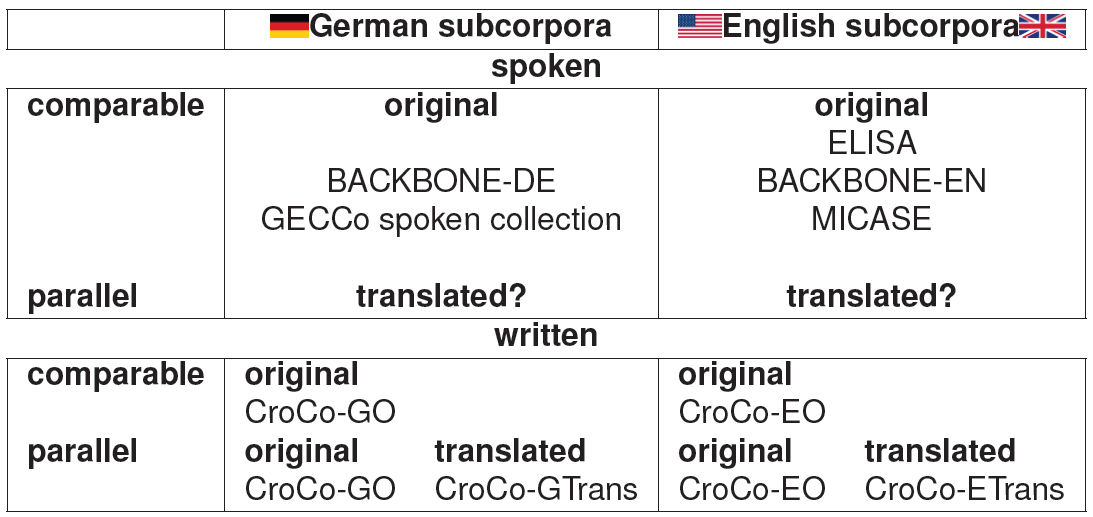 German subcorpora English subcorpora
spoken
comparable original original
ELISA
BACKBONE-DE BACKBONE-EN
GECCo spoken collection MICASE
parallel translated? translated?
written
comparable original original
CroCo-GO CroCo-EO
parallel original translated original translated
CroCo-GO CroCo-GTrans CroCo-EO CroCo-ETrans